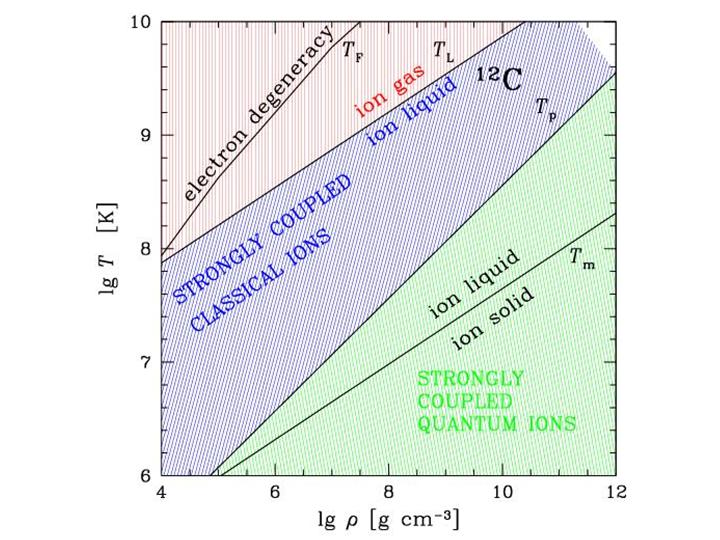 10
9
8
7
6
lg T [K]
electron degeneracy
T_F
T_L
ion gas
ion liquid
¹²C
T_p
STRONGLY COUPLED
CLASSICAL IONS
ion liquid
ion solid
T_m
STRONGLY
COUPLED
QUANTUM IONS
4 6 8 10 12
lg ρ [g cm⁻³]